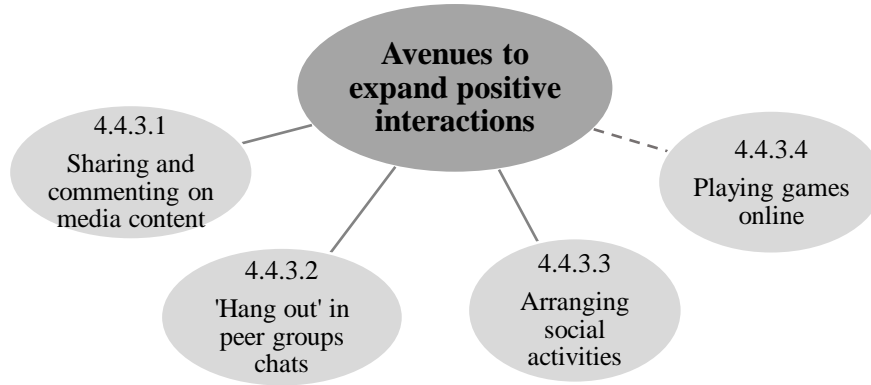 Avenues to
expand positive
interactions
4.4.3.1
Sharing and
commenting on
media content
4.4.3.2
'Hang out' in
peer groups
chats
4.4.3.3
Arranging
social
activities
4.4.3.4
Playing games
online